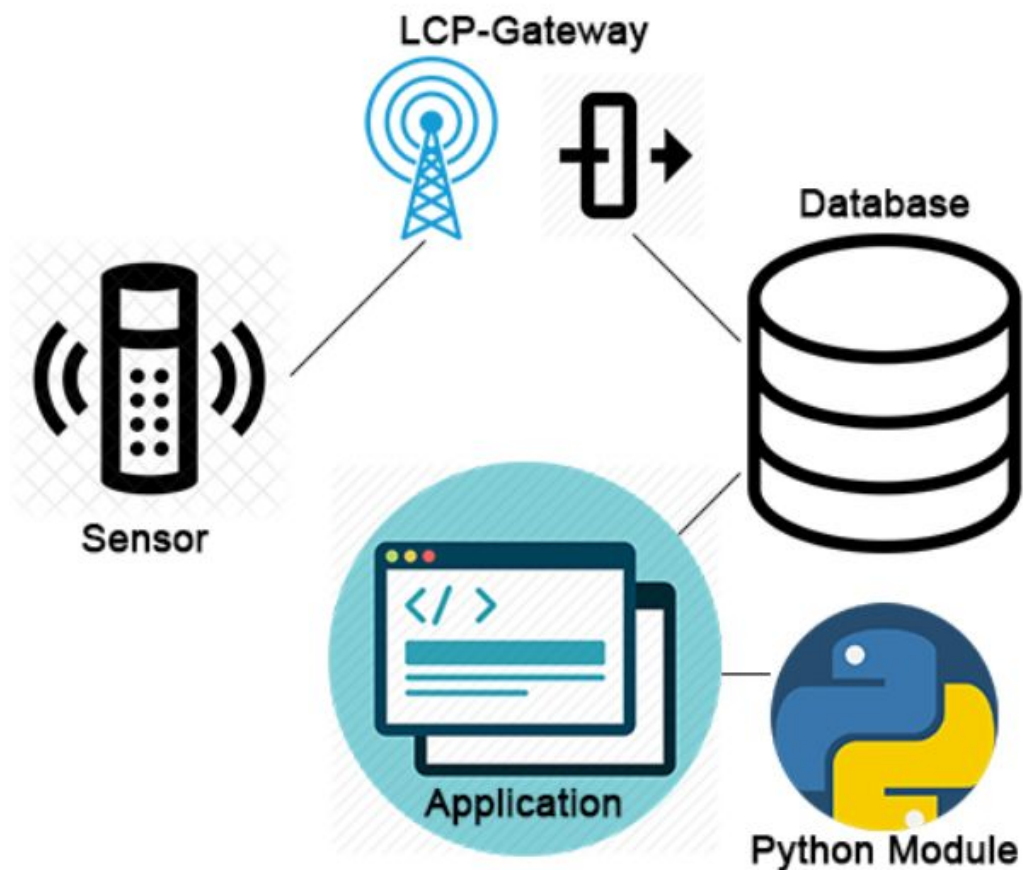 LCP-Gateway
Database
Sensor
</>
Application
Python Module